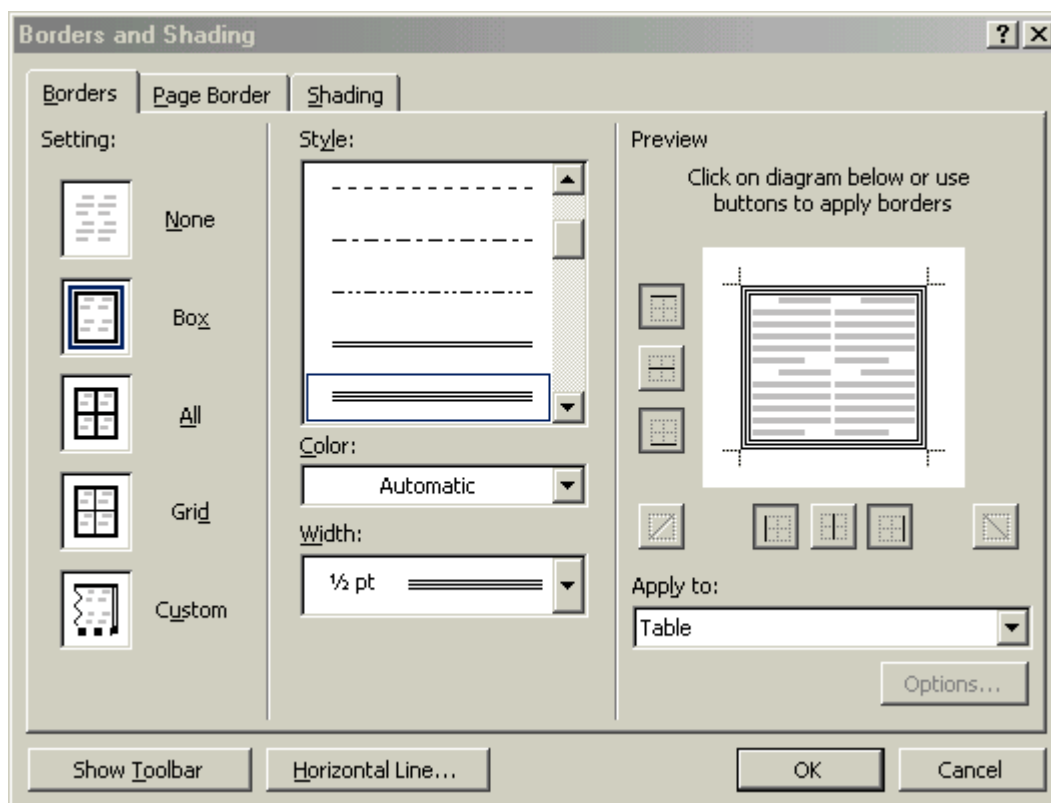 Borders and Shading
Borders
Page Border
Shading
Setting:
None
Box
All
Grid
Custom
Style:
Color:
Automatic
Width:
½ pt
Preview
Click on diagram below or use
buttons to apply borders
Apply to:
Table
Options...
Show Toolbar
Horizontal Line...
OK
Cancel